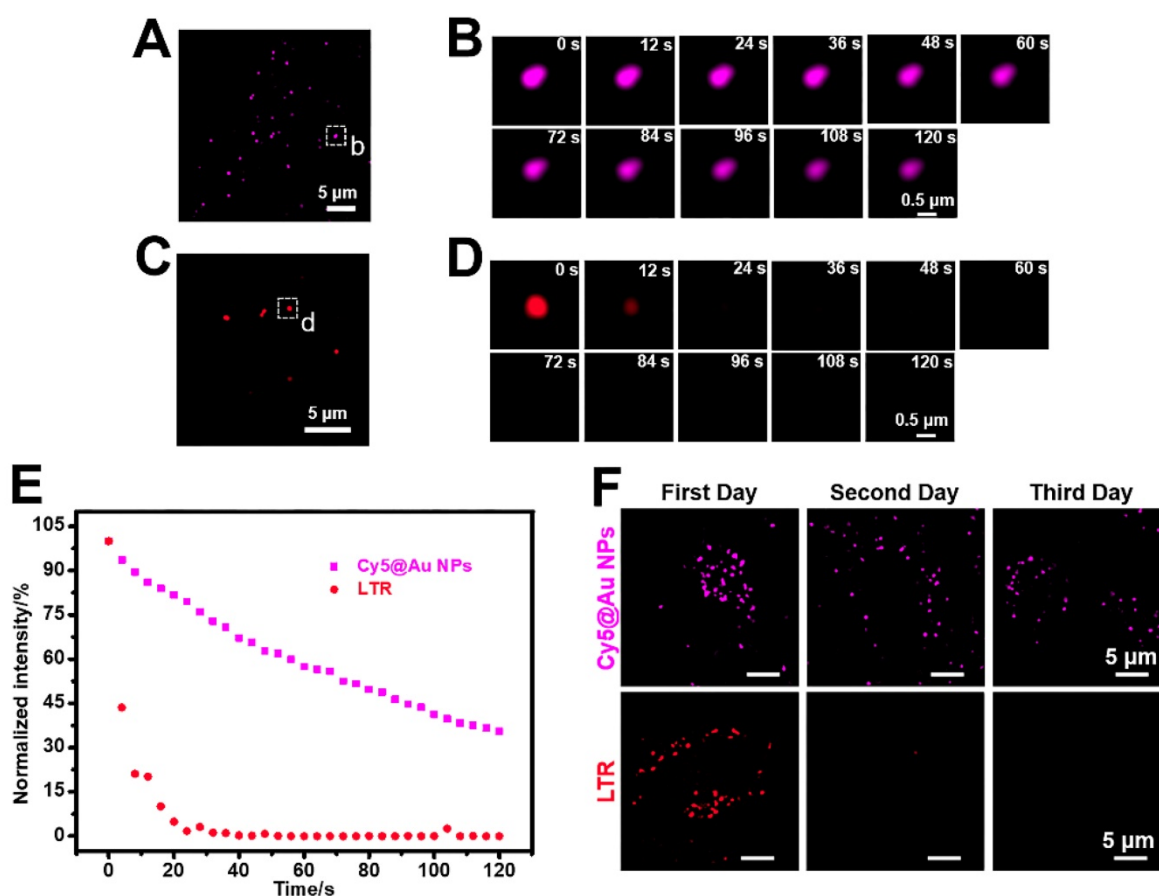 A
b
5 µm
B
0 s 12 s 24 s 36 s 48 s 60 s
72 s 84 s 96 s 108 s 120 s
0.5 µm
C
d
5 µm
D
0 s 12 s 24 s 36 s 48 s 60 s
72 s 84 s 96 s 108 s 120 s
0.5 µm
E
Normalized intensity/%
105
90
75
60
45
30
15
0
Cy5@Au NPs
LTR
0 20 40 60 80 100 120
Time/s
F
First Day Second Day Third Day
Cy5@Au NPs
5 µm
LTR
5 µm